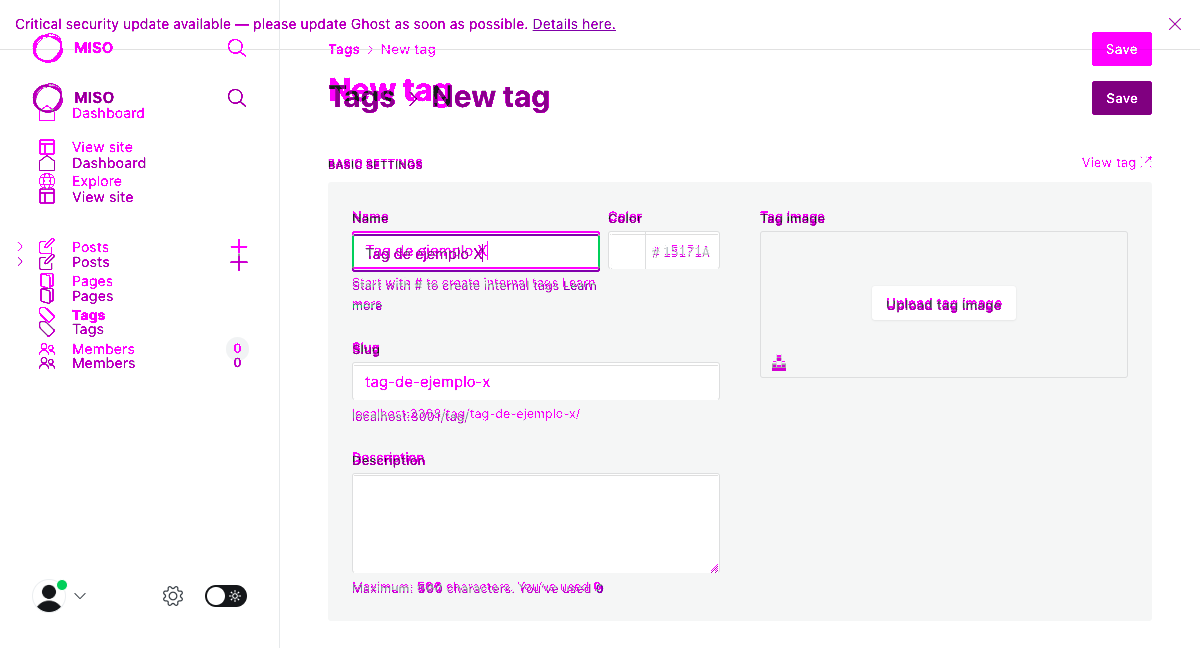 Critical security update available — please update Ghost as soon as possible. Details here.
MISO
MISO
Dashboard
View site
Dashboard
Explore
View site
Posts
Posts
Pages
Pages
Tags
Tags
Members 0
Members 0
Tags > New tag
Save
New tag
Tags > New tag
Save
BASIC SETTINGS
View tag
Name
Color
Tag image
Tag de ejemplo X
Tag de ejemplo X
# 15171A
Start with # to create internal tags Learn
more
Upload tag image
Upload tag image
Slug
tag-de-ejemplo-x
localhost:2368/tag/tag-de-ejemplo-x/
localhost:3001/tag/
Description
Description
Maximum: 500 characters. You've used 0
Maximum: 500 characters. You've used 0